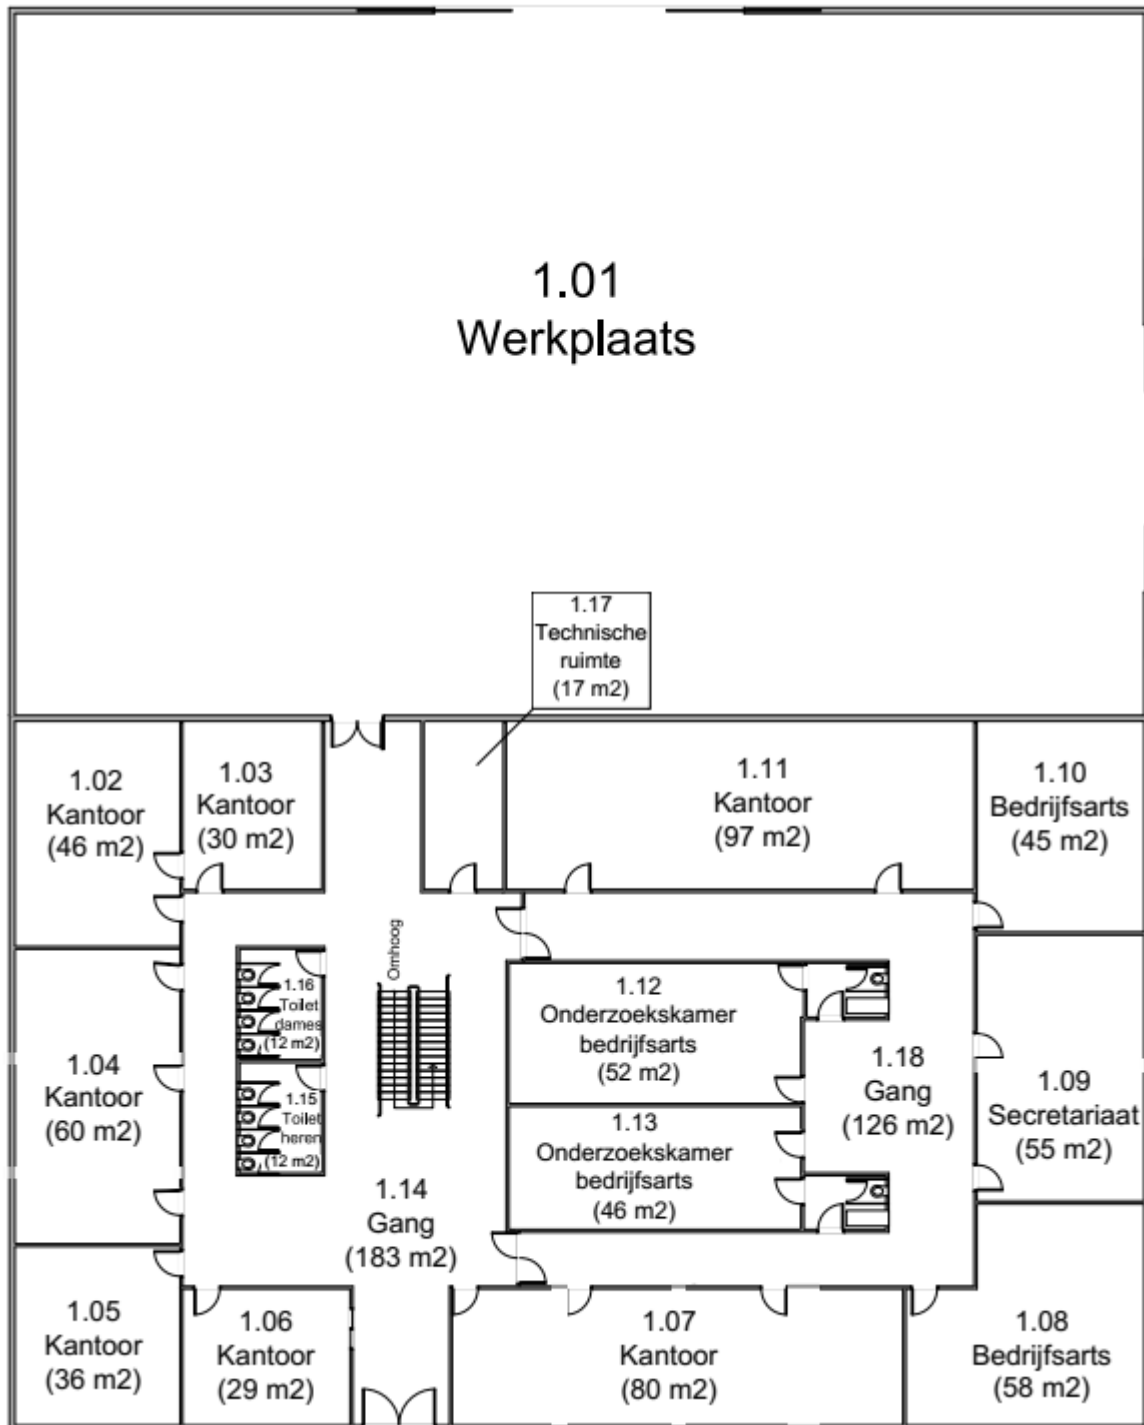 1.01
Werkplaats
1.17
Technische
ruimte
(17 m2)
1.02
Kantoor
(46 m2)
1.03
Kantoor
(30 m2)
1.11
Kantoor
(97 m2)
1.10
Bedrijfsarts
(45 m2)
Omhoog
1.16
Toilet
dames
(12 m2)
1.12
Onderzoekskamer
bedrijfsarts
(52 m2)
1.04
Kantoor
(60 m2)
1.18
Gang
(126 m2)
1.09
Secretariaat
(55 m2)
1.15
Toilet
heren
(12 m2)
1.13
Onderzoekskamer
bedrijfsarts
(46 m2)
1.14
Gang
(183 m2)
1.05
Kantoor
(36 m2)
1.06
Kantoor
(29 m2)
1.07
Kantoor
(80 m2)
1.08
Bedrijfsarts
(58 m2)